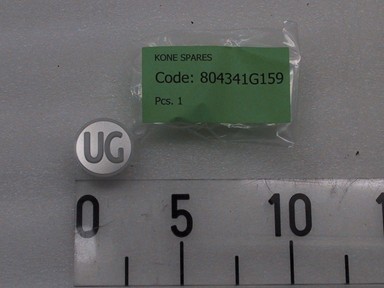 KONE SPARES
Code: 804341G159
Pcs. 1
UG
0 5 10